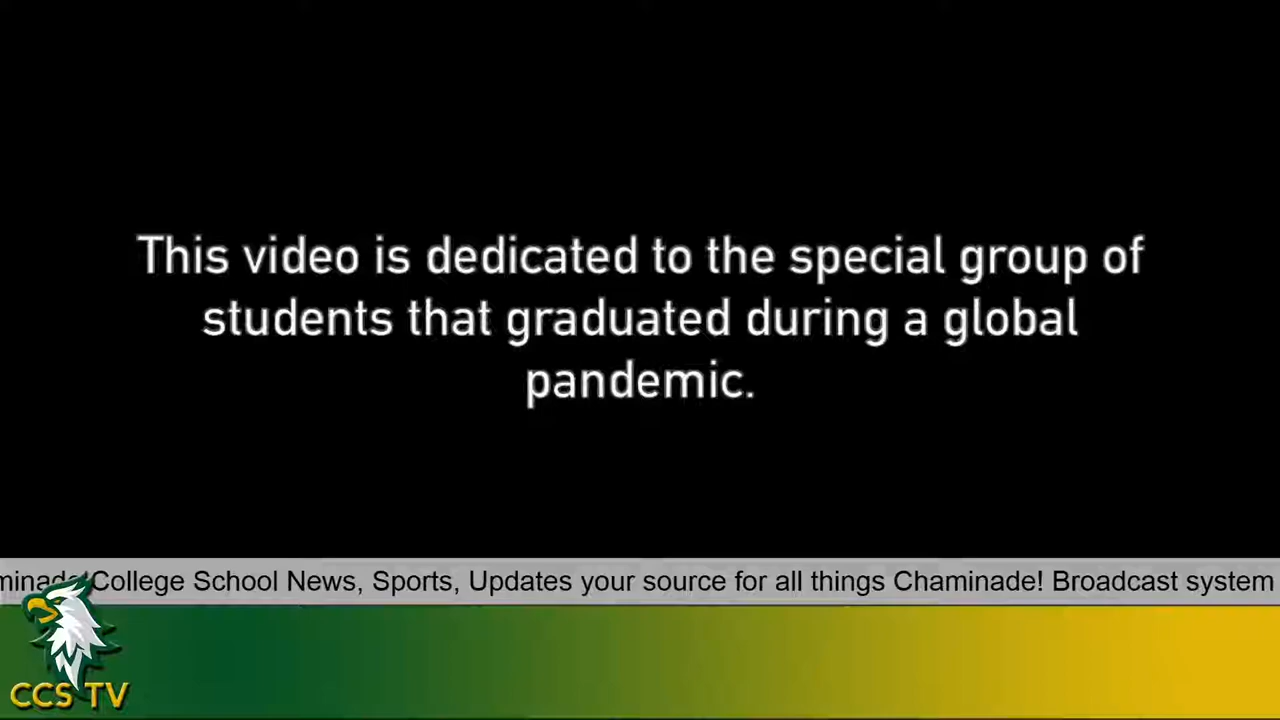 This video is dedicated to the special group of
students that graduated during a global
pandemic.
College School News, Sports, Updates your source for all things Chaminade! Broadcast system
CCS TV